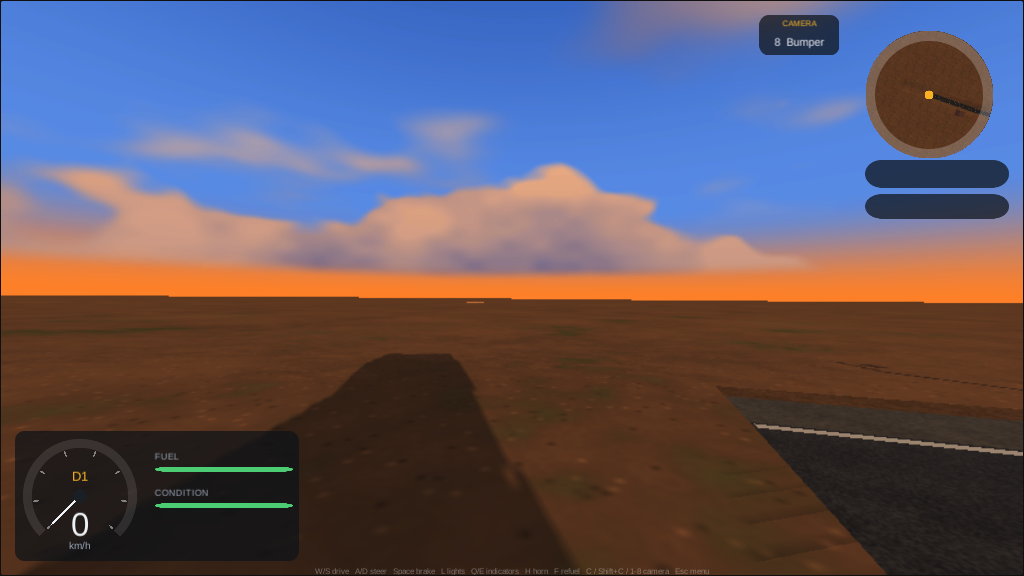 CAMERA
8 Bumper
FUEL
D1
CONDITION
0
km/h
W/S drive A/D steer Space brake L lights Q/E indicators H horn F refuel C / Shift+C / 1-8 camera Esc menu